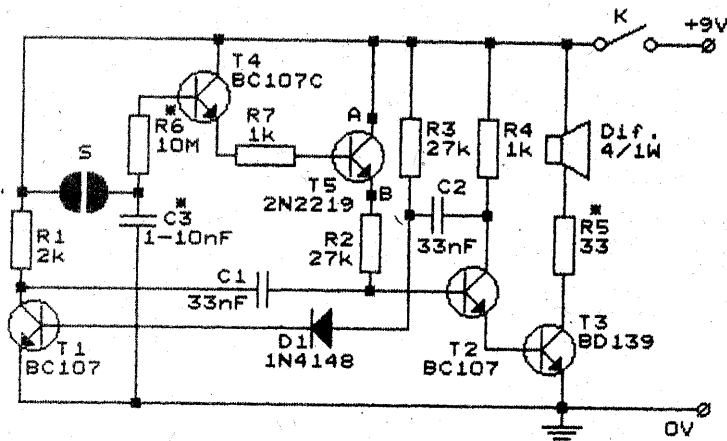 K
+9V
T4
BC107C
*
R6
10M
R7
1k
A
R3
27k
R4
1k
Dif.
4/1W
S
T5
2N2219
B
C2
33nF
*
C3
1-10nF
R1
2k
R2
27k
*
R5
33
C1
33nF
T1
BC107
D1
1N4148
T2
BC107
T3
BD139
0V